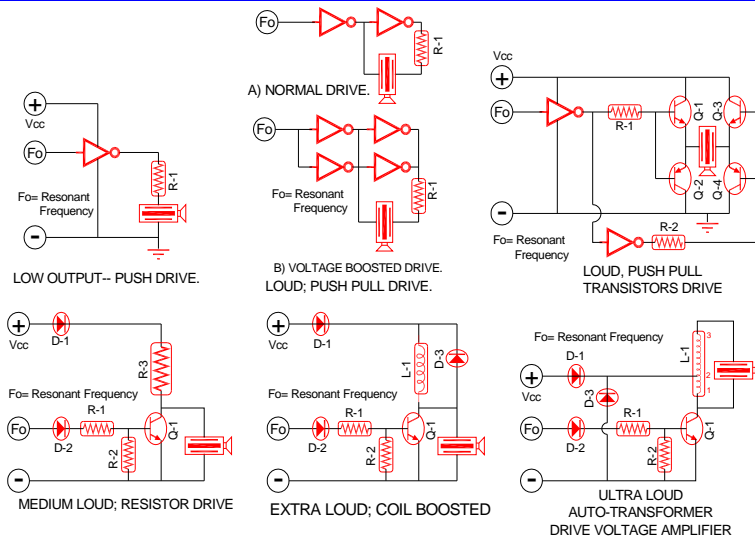 Fo
R-1
A) NORMAL DRIVE.
+
Vcc
Fo
R-1
Fo= Resonant
Frequency
-
LOW OUTPUT-- PUSH DRIVE.
Fo
R-1
Fo= Resonant
Frequency
B) VOLTAGE BOOSTED DRIVE.
LOUD; PUSH PULL DRIVE.
Vcc
+
Fo
R-1
Q-1
Q-3
Q-2
Q-4
-
R-2
Fo= Resonant
Frequency
LOUD, PUSH PULL
TRANSISTORS DRIVE
+
Vcc
D-1
R-3
Fo= Resonant Frequency
Fo
D-2
R-1
R-2
Q-1
-
MEDIUM LOUD; RESISTOR DRIVE
+
Vcc
D-1
L-1
D-3
Fo= Resonant Frequency
Fo
D-2
R-1
R-2
Q-1
-
EXTRA LOUD; COIL BOOSTED
Fo= Resonant Frequency
+
Vcc
D-1
D-3
L-1
3
2
1
Fo
D-2
R-1
R-2
Q-1
-
ULTRA LOUD
AUTO-TRANSFORMER
DRIVE VOLTAGE AMPLIFIER